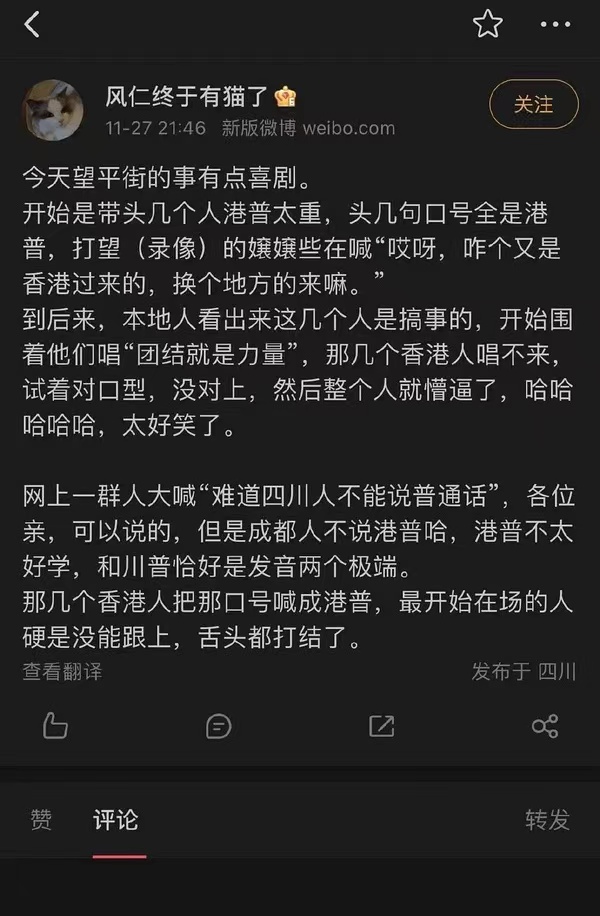 风仁终于有猫了
关注
11-27 21:46 新版微博 weibo.com
今天望平街的事有点喜剧。
开始是带头几个人港普太重，头几句口号全是港
普，打望（录像）的嬢嬢些在喊“哎呀，咋个又是
香港过来的，换个地方的来嘛。”
到后来，本地人看出来这几个人是搞事的，开始围
着他们唱“团结就是力量”，那几个香港人唱不来，
试着对口型，没对上，然后整个人就懵逼了，哈哈
哈哈哈哈，太好笑了。
网上一群人大喊“难道四川人不能说普通话”，各位
亲，可以说的，但是成都人不说港普哈，港普不太
好学，和川普恰好是发音两个极端。
那几个香港人把那口号喊成港普，最开始在场的人
硬是没能跟上，舌头都打结了。
查看翻译
发布于 四川
赞
评论
转发